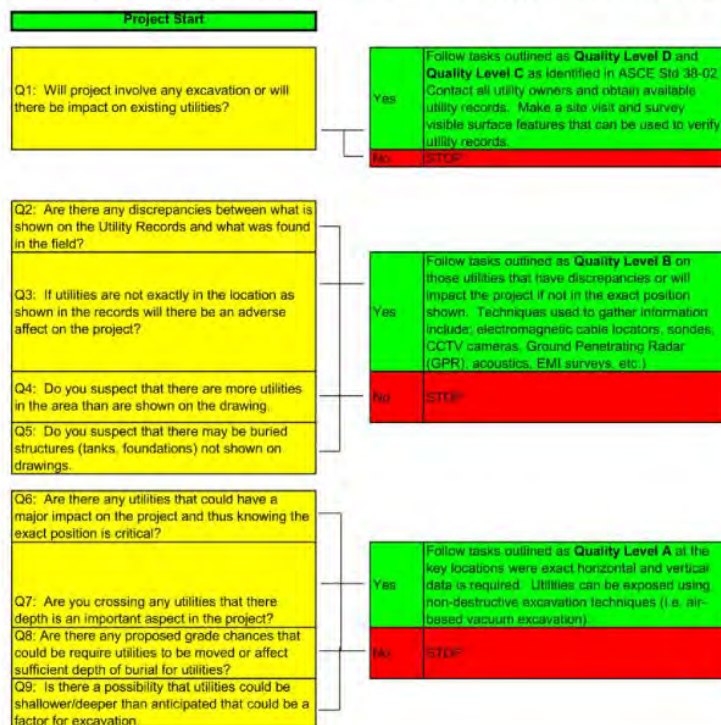 Project Start
Q1: Will project involve any excavation or will
there be impact on existing utilities?
Yes
Follow tasks outlined as Quality Level D and
Quality Level C as identified in ASCE Std 38-02
Contact all utility owners and obtain available
utility records. Make a site visit and survey
visible surface features that can be used to verify
utility records.
No
STOP
Q2: Are there any discrepancies between what is
shown on the Utility Records and what was found
in the field?
Q3: If utilities are not exactly in the location as
shown in the records will there be an adverse
affect on the project?
Q4: Do you suspect that there are more utilities
in the area than are shown on the drawing.
Q5: Do you suspect that there may be buried
structures (tanks, foundations) not shown on
drawings.
Yes
Follow tasks outlined as Quality Level B on
those utilities that have discrepancies or will
impact the project if not in the exact position
shown. Techniques used to gather information
include; electromagnetic cable locators, sondes,
CCTV cameras, Ground Penetrating Radar
(GPR), acoustics, EMI surveys, etc.)
No
STOP
Q6: Are there any utilities that could have a
major impact on the project and thus knowing the
exact position is critical?
Q7: Are you crossing any utilities that there
depth is an important aspect in the project?
Q8: Are there any proposed grade chances that
could be require utilities to be moved or affect
sufficient depth of burial for utilities?
Q9: Is there a possibility that utilities could be
shallower/deeper than anticipated that could be a
factor for excavation.
Yes
Follow tasks outlined as Quality Level A at the
key locations were exact horizontal and vertical
data is required. Utilities can be exposed using
non-destructive excavation techniques (i.e. air-
based vacuum excavation)
No
STOP